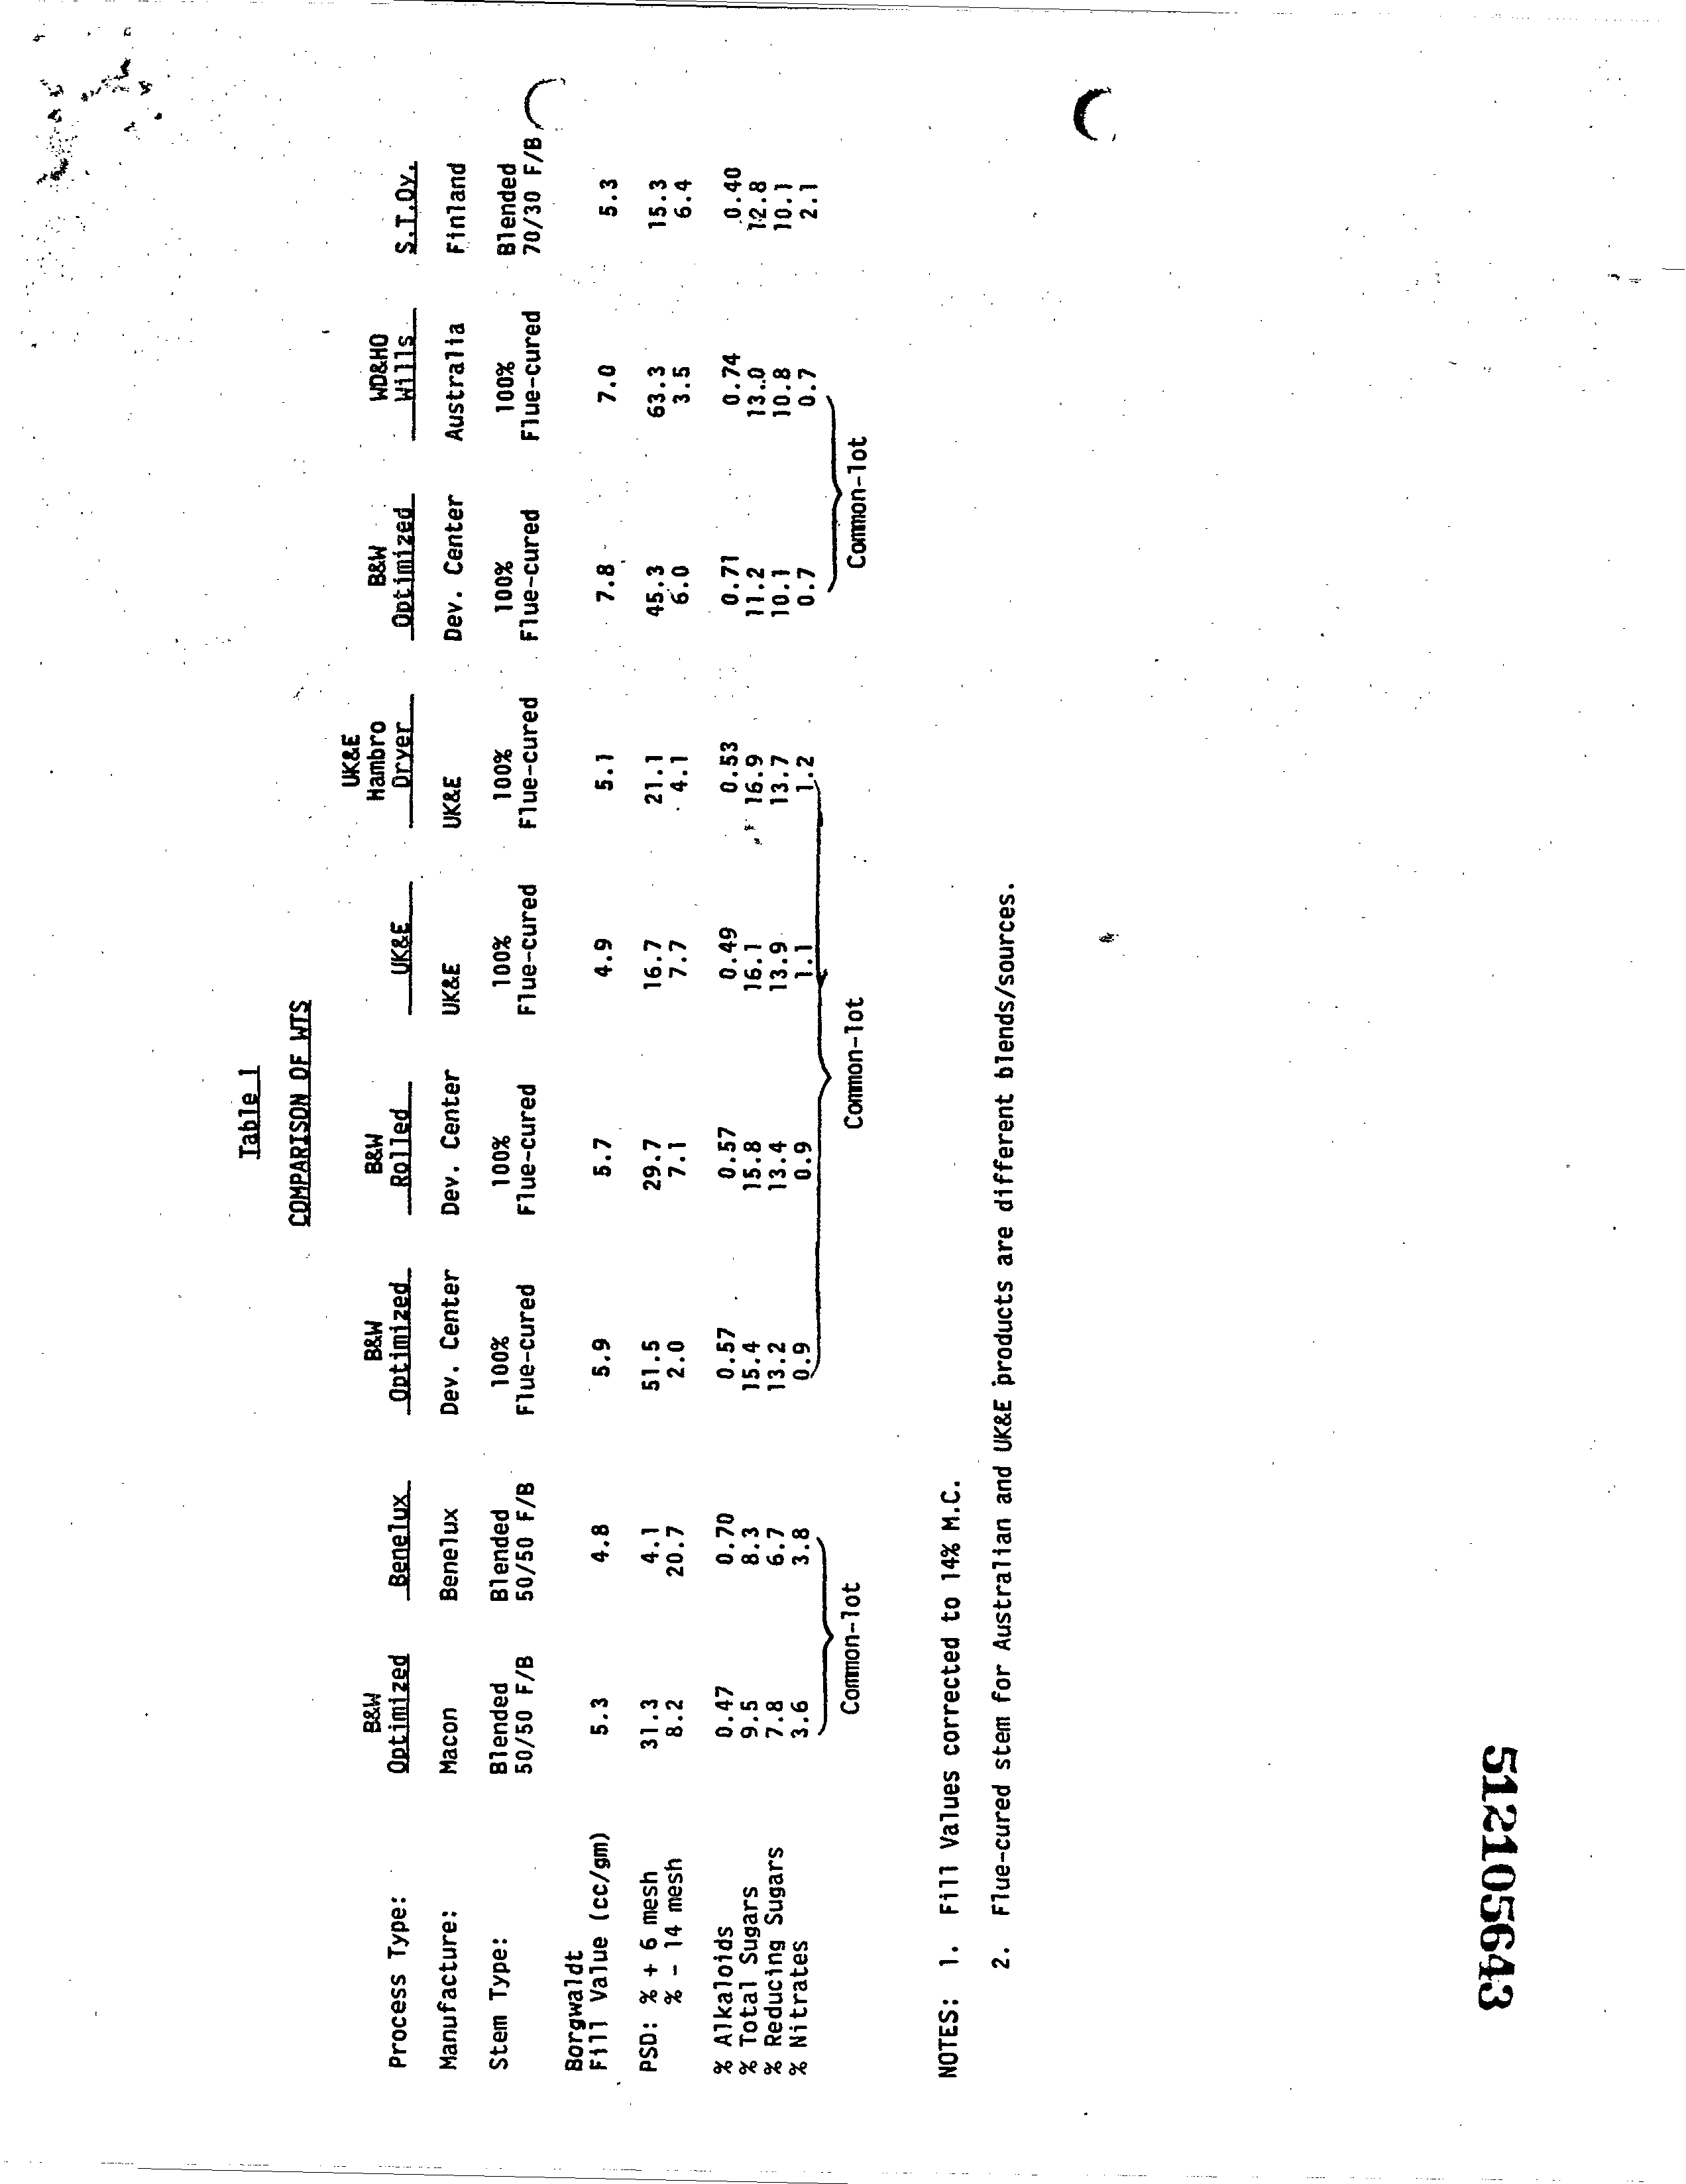 Table 1
COMPARISON OF WTS
UK&E
B&W B&W B&W Hambro B&W WD&HO
Process Type: Optimized Benelux Optimized Rolled UK&E Dryer Optimized Wills S.T.Oy.
Manufacture: Macon Benelux Dev. Center Dev. Center UK&E UK&E Dev. Center Australia Finland
Stem Type: Blended Blended 100% 100% 100% 100% 100% 100% Blended
50/50 F/B 50/50 F/B Flue-cured Flue-cured Flue-cured Flue-cured Flue-cured Flue-cured 70/30 F/B
Borgwaldt
Fill Value (cc/gm) 5.3 4.8 5.9 5.7 4.9 5.1 7.8 7.0 5.3
PSD: % + 6 mesh 31.3 4.1 51.5 29.7 16.7 21.1 45.3 63.3 15.3
% - 14 mesh 8.2 20.7 2.0 7.1 7.7 4.1 6.0 3.5 6.4
% Alkaloids 0.47 0.70 0.57 0.57 0.49 0.53 0.71 0.74 0.40
% Total Sugars 9.5 8.3 15.4 15.8 16.1 16.9 11.2 13.0 12.8
% Reducing Sugars 7.8 6.7 13.2 13.4 13.9 13.7 10.1 10.8 10.1
% Nitrates 3.6 3.8 0.9 0.9 1.1 1.2 0.7 0.7 2.1
Common-lot Common-lot Common-lot
NOTES: 1. Fill Values corrected to 14% M.C.
2. Flue-cured stem for Australian and UK&E products are different blends/sources.
512105643